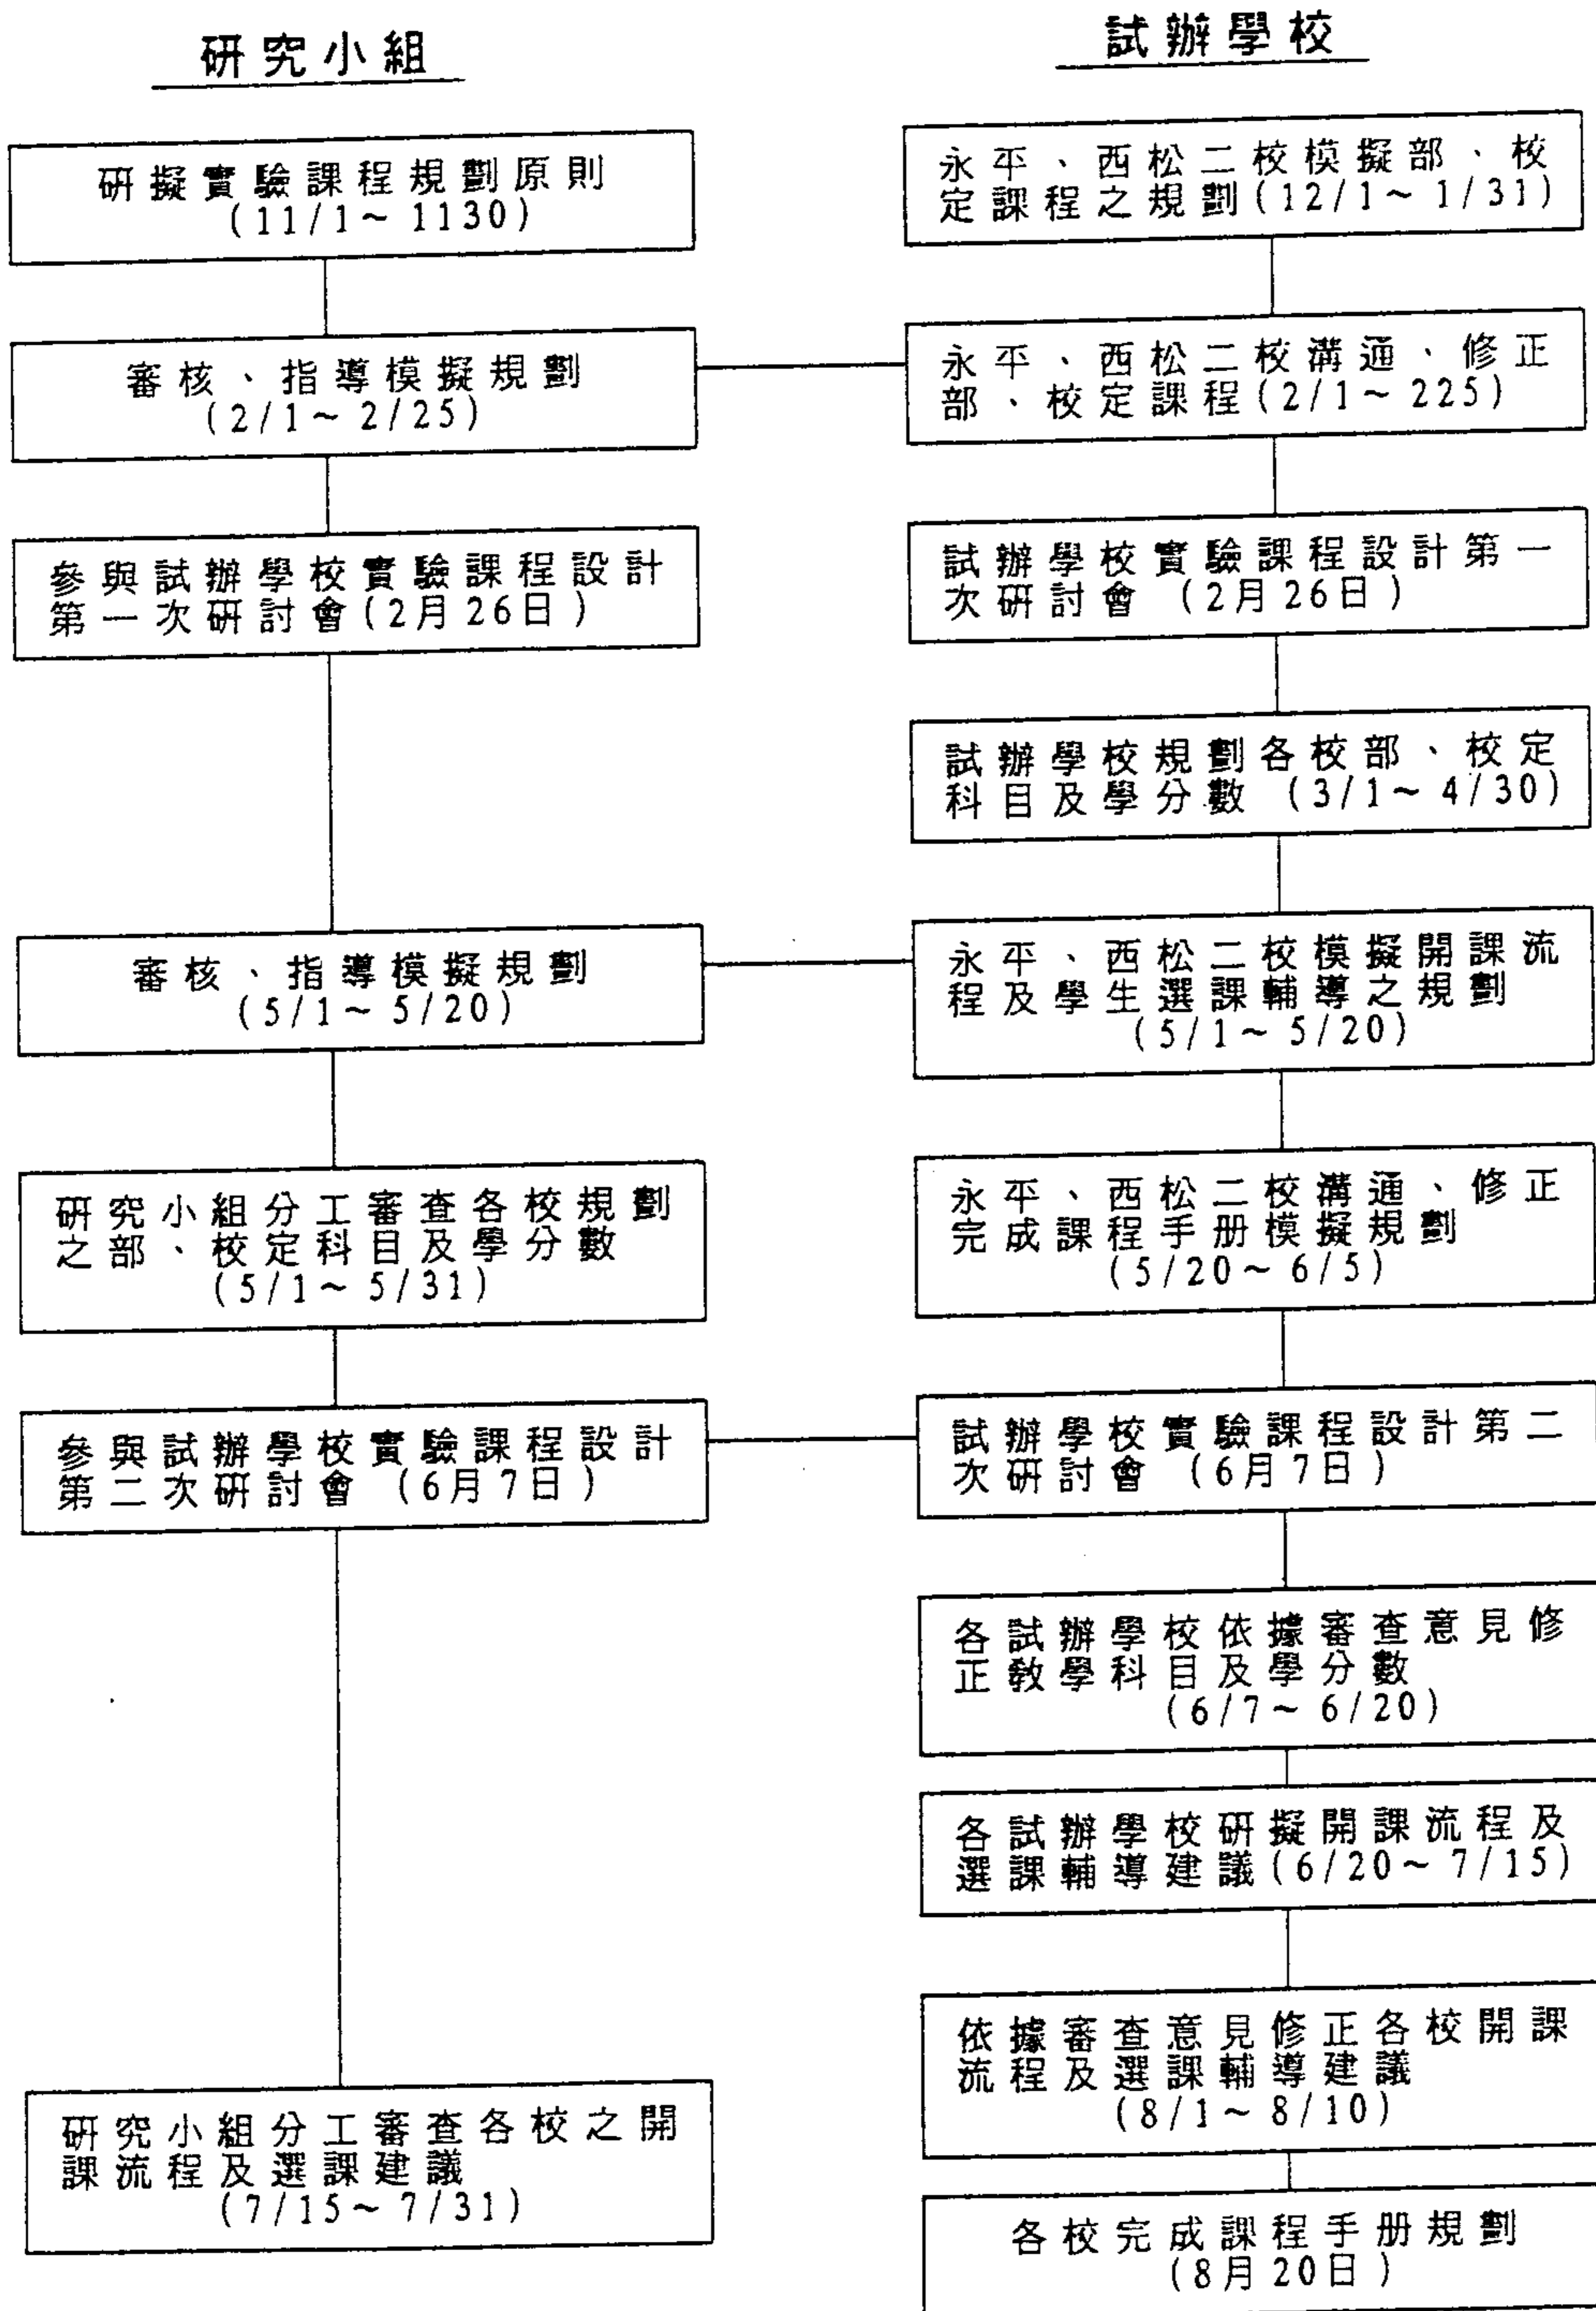 研究小組
研擬實驗課程規劃原則
(11/1～1130)
審核、指導模擬規劃
(2/1～2/25)
參與試辦學校實驗課程設計
第一次研討會(2月26日)
審核、指導模擬規劃
(5/1～5/20)
研究小組分工審查各校規劃
之部、校定科目及學分數
(5/1～5/31)
參與試辦學校實驗課程設計
第二次研討會 (6月7日)
研究小組分工審查各校之開
課流程及選課建議
(7/15～7/31)
試辦學校
永平、西松二校模擬部、校
定課程之規劃(12/1～1/31)
永平、西松二校溝通、修正
部、校定課程(2/1～225)
試辦學校實驗課程設計第一
次研討會 (2月26日)
試辦學校規劃各校部、校定
科目及學分數 (3/1～4/30)
永平、西松二校模擬開課流
程及學生選課輔導之規劃
(5/1～5/20)
永平、西松二校溝通、修正
完成課程手册模擬規劃
(5/20～6/5)
試辦學校實驗課程設計第二
次研討會 (6月7日)
各試辦學校依據審查意見修
正教學科目及學分數
(6/7～6/20)
各試辦學校研擬開課流程及
選課輔導建議(6/20～7/15)
依據審查意見修正各校開課
流程及選課輔導建議
(8/1～8/10)
各校完成課程手册規劃
(8月20日)